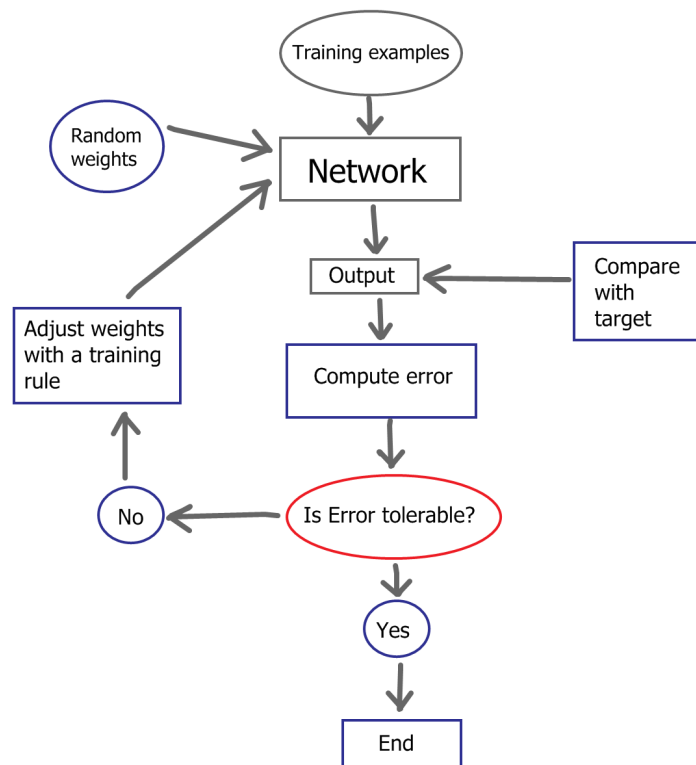 Training examples
Random
weights
Network
Output
Compare
with
target
Adjust weights
with a training
rule
Compute error
No
Is Error tolerable?
Yes
End